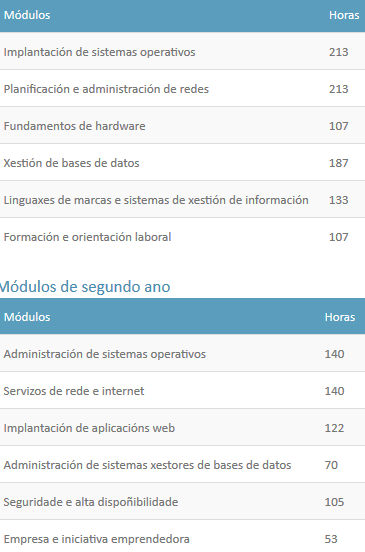 Módulos Horas
Implantación de sistemas operativos 213
Planificación e administración de redes 213
Fundamentos de hardware 107
Xestión de bases de datos 187
Linguaxes de marcas e sistemas de xestión de información 133
Formación e orientación laboral 107
Módulos de segundo ano
Módulos Horas
Administración de sistemas operativos 140
Servizos de rede e internet 140
Implantación de aplicacións web 122
Administración de sistemas xestores de bases de datos 70
Seguridade e alta dispoñibilidade 105
Empresa e iniciativa emprendedora 53